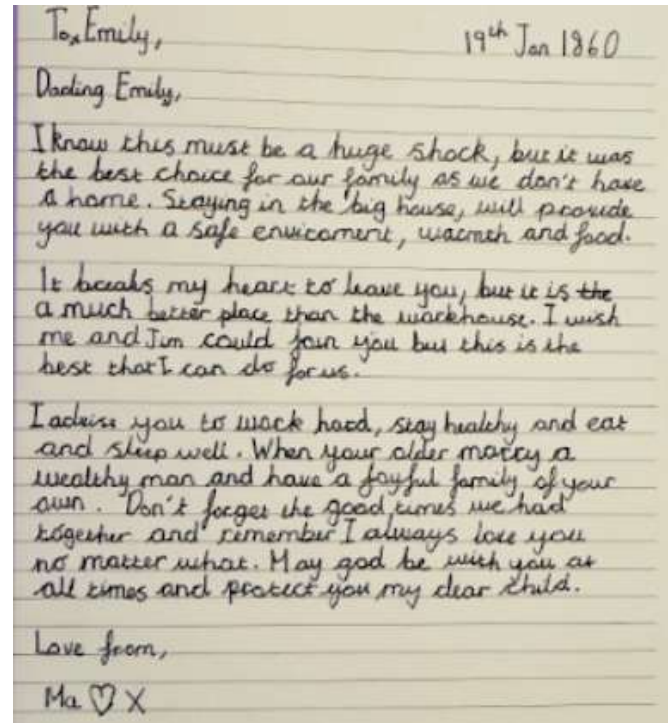 To, Emily,
19th Jan 1860
Darling Emily,
I know this must be a huge shock, but it was
the best choice for our family as we don't have
a home. Staying in the big house, will provide
you with a safe enviroment, warmth and food.
It breaks my heart to leave you, but it is the
a much better place than the workhouse. I wish
me and Jim could join you but this is the
best that I can do for us.
I advise you to work hard, stay healthy and eat
and sleep well. When your older marry a
wealthy man and have a joyful family of your
own. Don't forget the good times we had
together and remember I always love you
no matter what. May god be with you at
all times and protect you my dear child.
Love from,
Ma ♡ X